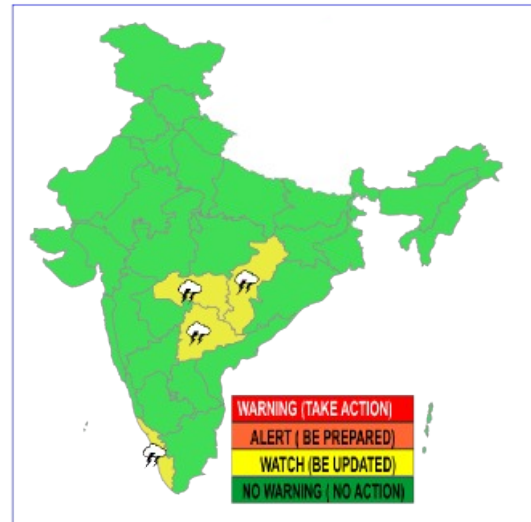 WARNING (TAKE ACTION)
ALERT ( BE PREPARED)
WATCH (BE UPDATED)
NO WARNING ( NO ACTION)